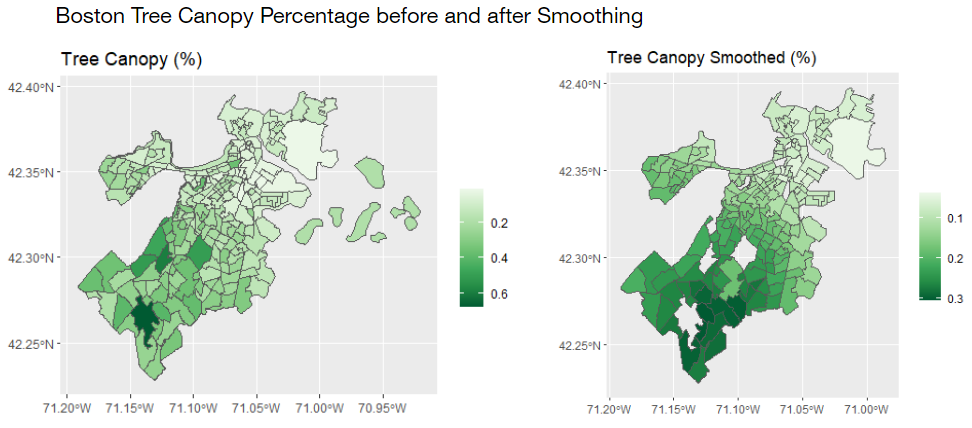 Boston Tree Canopy Percentage before and after Smoothing
Tree Canopy (%)
42.40°N
42.35°N
42.30°N
42.25°N
71.20°W 71.15°W 71.10°W 71.05°W 71.00°W 70.95°W
0.2
0.4
0.6
Tree Canopy Smoothed (%)
42.40°N
42.35°N
42.30°N
42.25°N
71.20°W 71.15°W 71.10°W 71.05°W 71.00°W
0.1
0.2
0.3